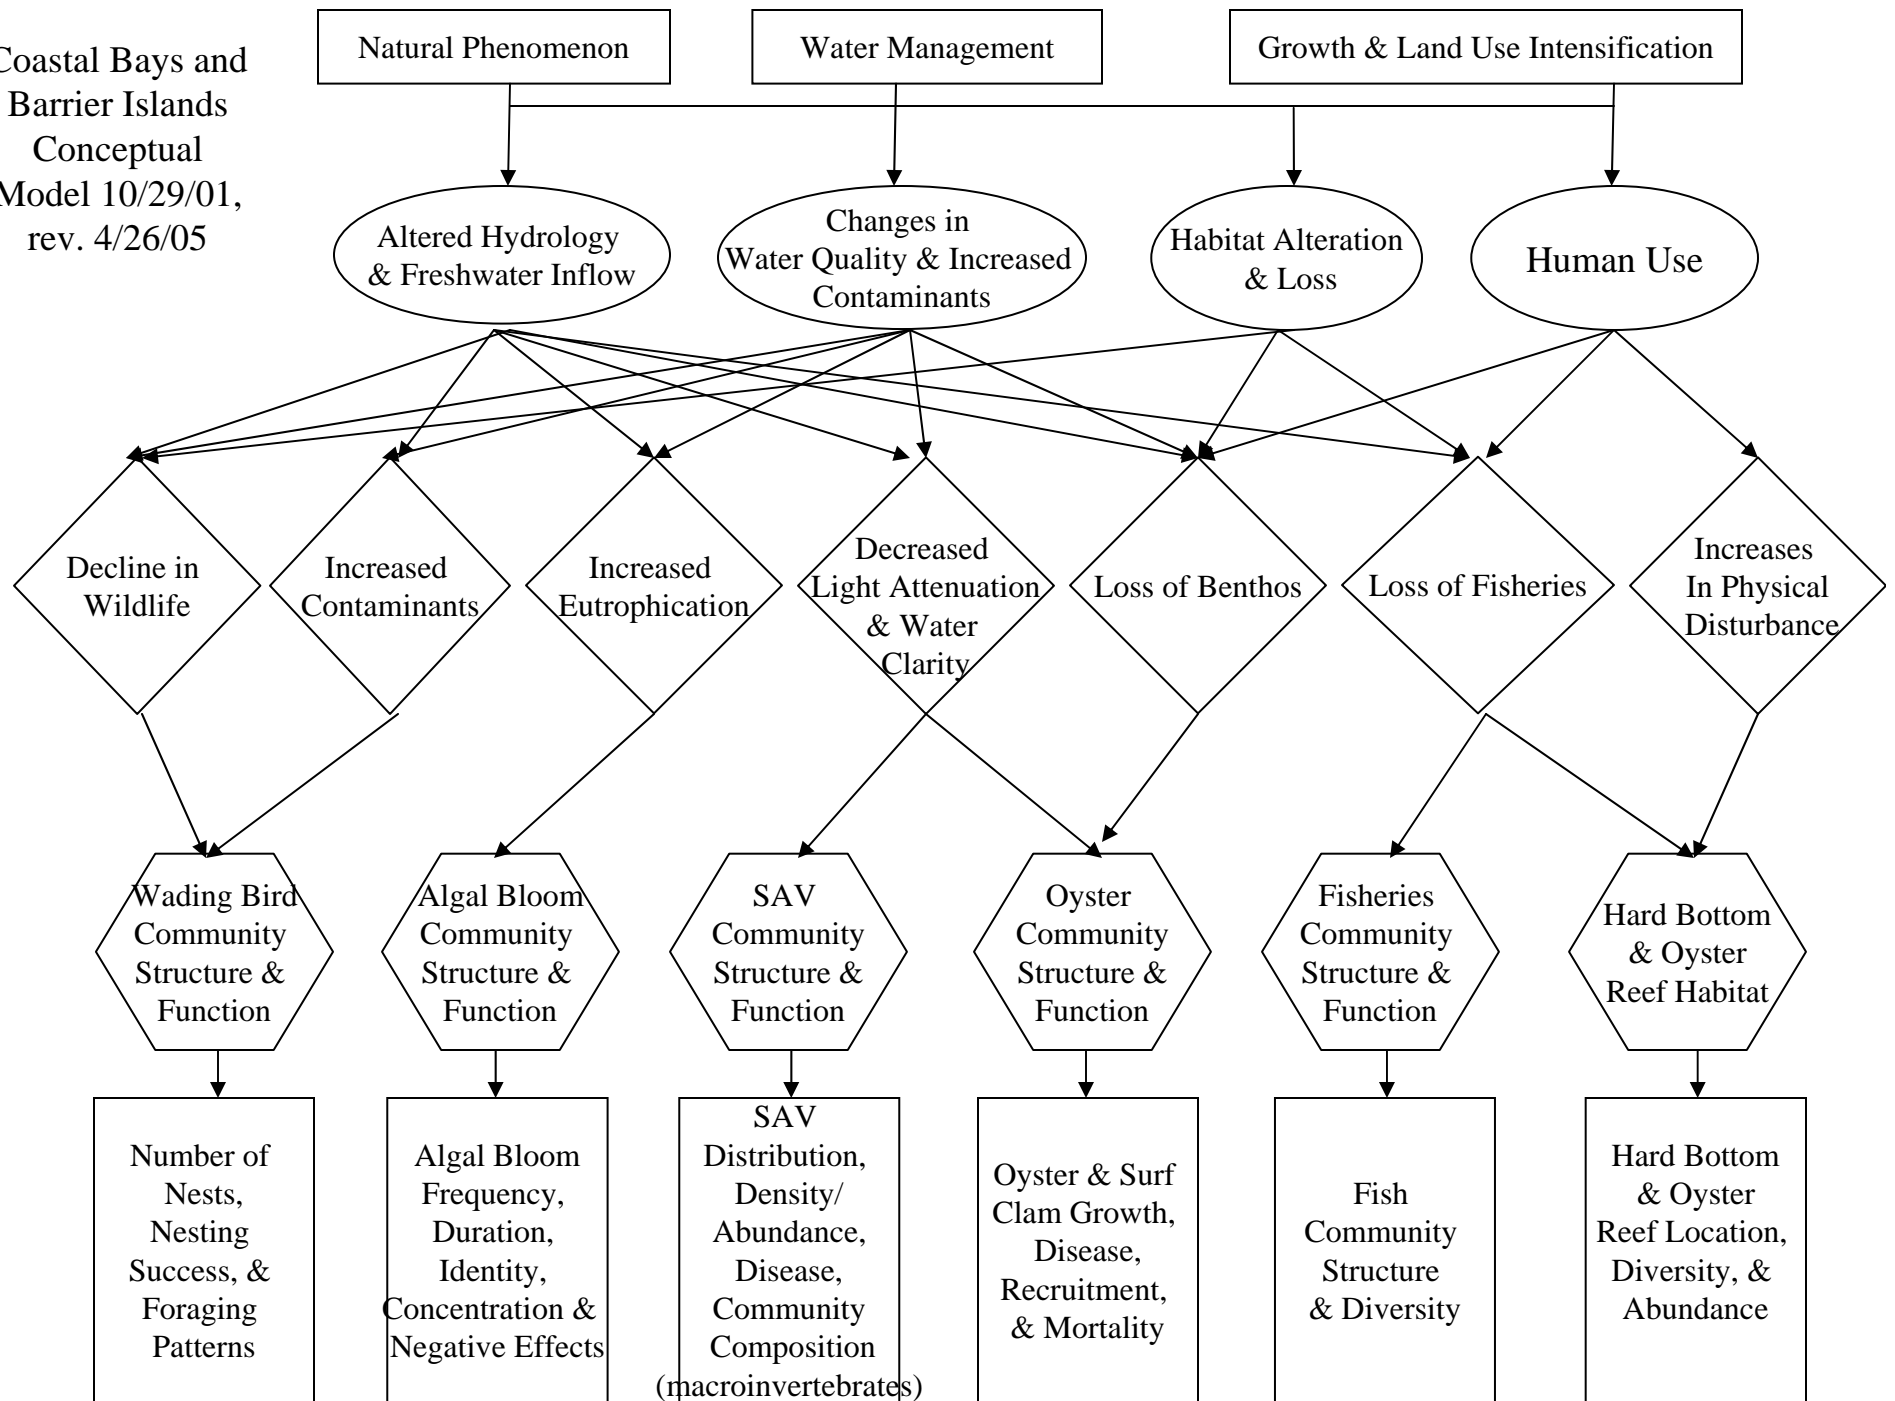 Coastal Bays and
Barrier Islands
Conceptual
Model 10/29/01,
rev. 4/26/05
Natural Phenomenon
Water Management
Growth & Land Use Intensification
Altered Hydrology
& Freshwater Inflow
Changes in
Water Quality & Increased
Contaminants
Habitat Alteration
& Loss
Human Use
Decline in
Wildlife
Increased
Contaminants
Increased
Eutrophication
Decreased
Light Attenuation
& Water
Clarity
Loss of Benthos
Loss of Fisheries
Increases
In Physical
Disturbance
Wading Bird
Community
Structure &
Function
Algal Bloom
Community
Structure &
Function
SAV
Community
Structure &
Function
Oyster
Community
Structure &
Function
Fisheries
Community
Structure &
Function
Hard Bottom
& Oyster
Reef Habitat
Number of
Nests,
Nesting
Success, &
Foraging
Patterns
Algal Bloom
Frequency,
Duration,
Identity,
Concentration &
Negative Effects
SAV
Distribution,
Density/
Abundance,
Disease,
Community
Composition
(macroinvertebrates)
Oyster & Surf
Clam Growth,
Disease,
Recruitment,
& Mortality
Fish
Community
Structure
& Diversity
Hard Bottom
& Oyster
Reef Location,
Diversity, &
Abundance